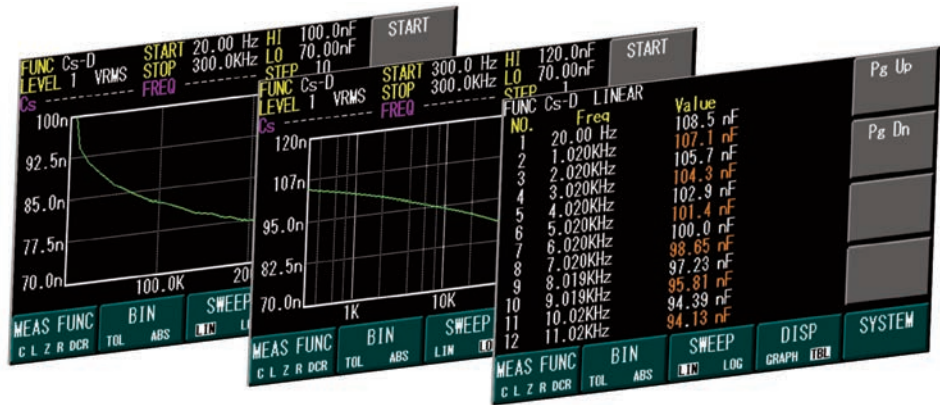 FUNC Cs-D START 20.00 Hz HI 100.0nF
LEVEL 1 VRMS STOP 300.0KHz LO 70.00nF
STEP 10
Cs FREQ
START
100n
92.5n
85.0n
77.5n
70.0n
100.0K 20
MEAS FUNC BIN SWEEP
C L Z R DCR TOL ABS LIN
FUNC Cs-D START 300.0 Hz HI 120.0nF
LEVEL 1 VRMS STOP 300.0KHz LO 70.00nF
STEP 1
Cs FREQ
START
120n
107n
95.0n
82.5n
70.0n
1K 10K
MEAS FUNC BIN SWEEP
C L Z R DCR TOL ABS LIN
FUNC Cs-D LINEAR
NO. Freq Value
1 20.00 Hz 108.5 nF
2 1.020KHz 107.1 nF
3 2.020KHz 105.7 nF
4 3.020KHz 104.3 nF
5 4.020KHz 102.9 nF
6 5.020KHz 101.4 nF
7 6.020KHz 100.0 nF
8 7.020KHz 98.65 nF
9 8.019KHz 97.23 nF
10 9.019KHz 95.81 nF
11 10.02KHz 94.39 nF
12 11.02KHz 94.13 nF
Pg Up
Pg Dn
MEAS FUNC BIN SWEEP DISP SYSTEM
C L Z R DCR TOL ABS LIN LOG GRAPH TBL